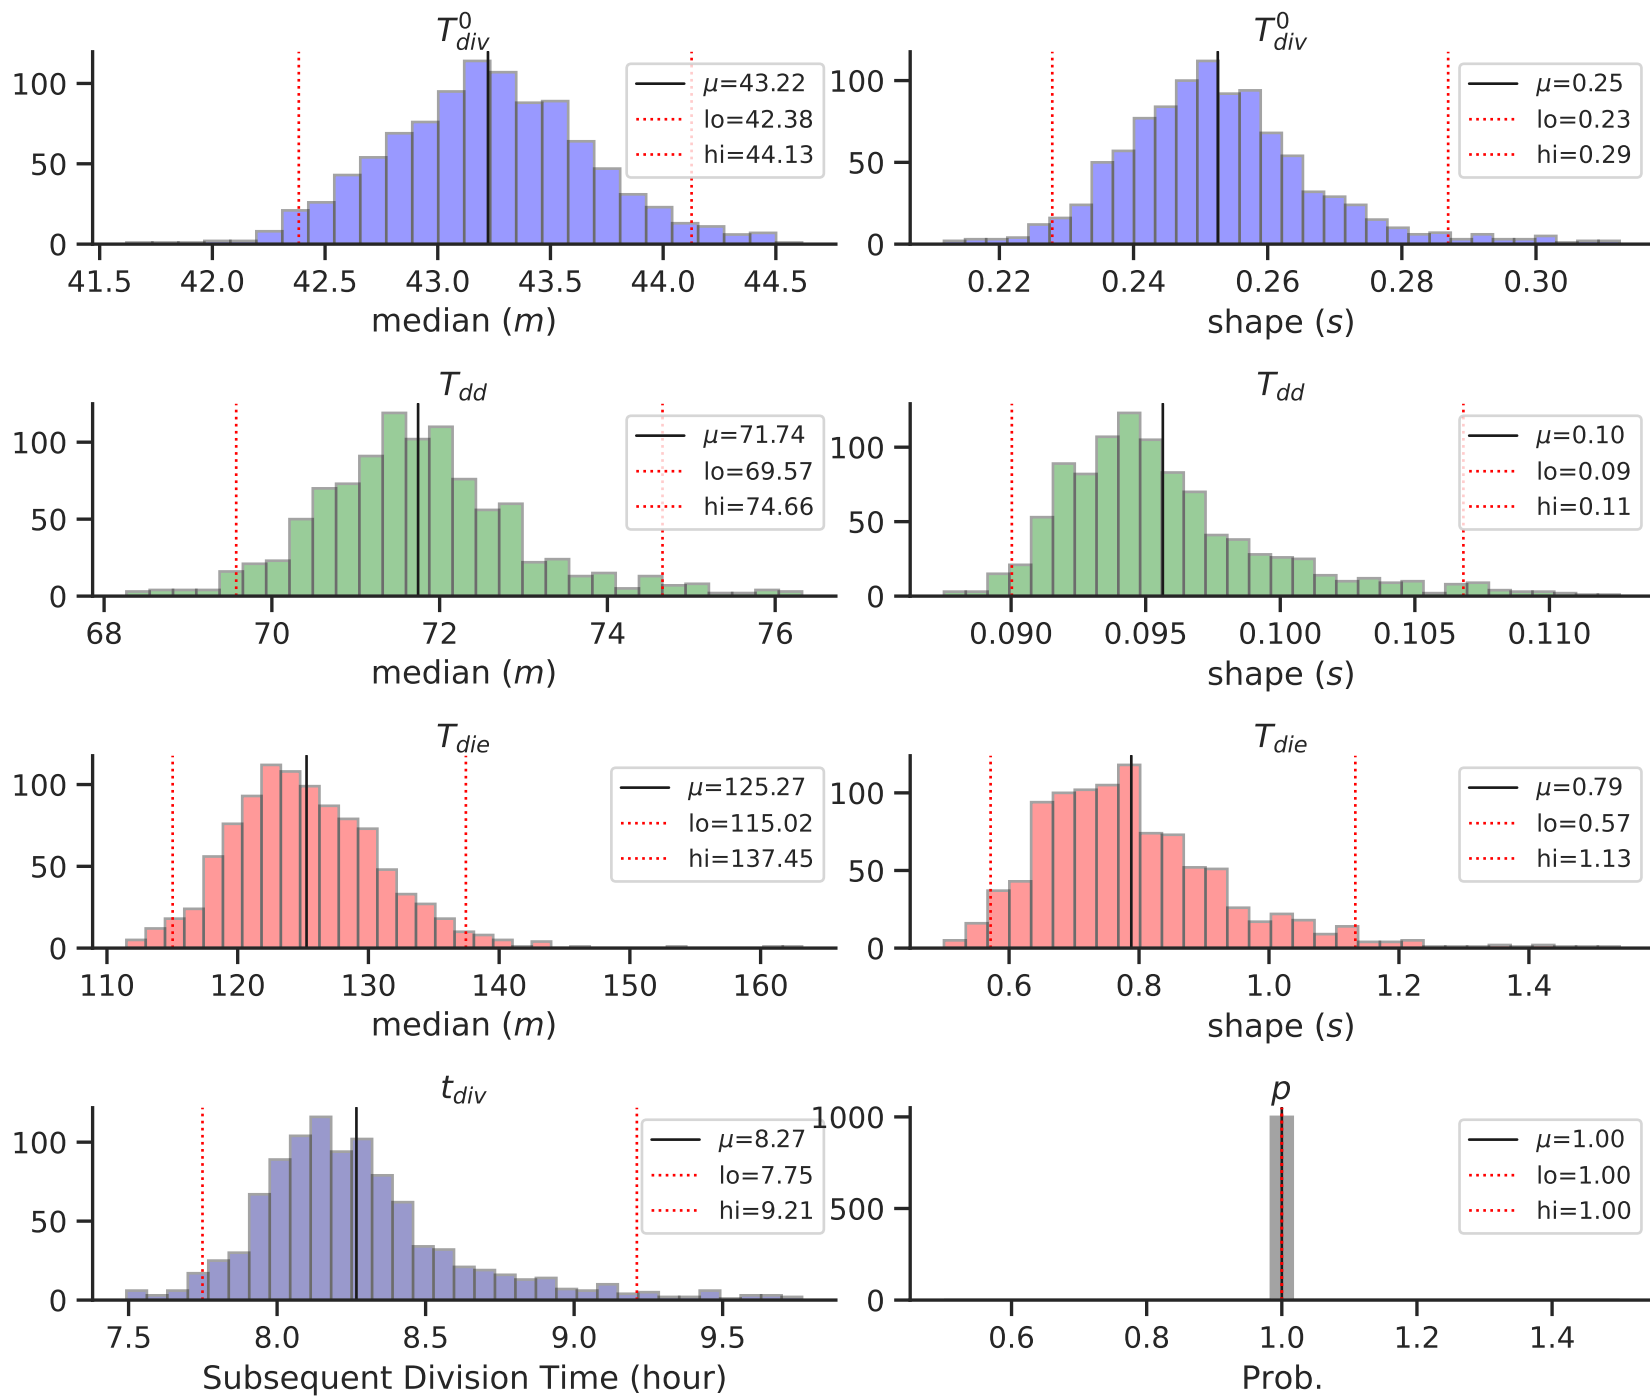 T⁰div
100
50
0
41.5 42.0 42.5 43.0 43.5 44.0 44.5
median (m)
μ=43.22
lo=42.38
hi=44.13
T⁰div
100
50
0
0.22 0.24 0.26 0.28 0.30
shape (s)
μ=0.25
lo=0.23
hi=0.29
Tdd
100
50
0
68 70 72 74 76
median (m)
μ=71.74
lo=69.57
hi=74.66
Tdd
100
50
0
0.090 0.095 0.100 0.105 0.110
shape (s)
μ=0.10
lo=0.09
hi=0.11
Tdie
100
50
0
110 120 130 140 150 160
median (m)
μ=125.27
lo=115.02
hi=137.45
Tdie
100
50
0
0.6 0.8 1.0 1.2 1.4
shape (s)
μ=0.79
lo=0.57
hi=1.13
tdiv
100
50
0
7.5 8.0 8.5 9.0 9.5
Subsequent Division Time (hour)
μ=8.27
lo=7.75
hi=9.21
p
1000
500
0
0.6 0.8 1.0 1.2 1.4
Prob.
μ=1.00
lo=1.00
hi=1.00